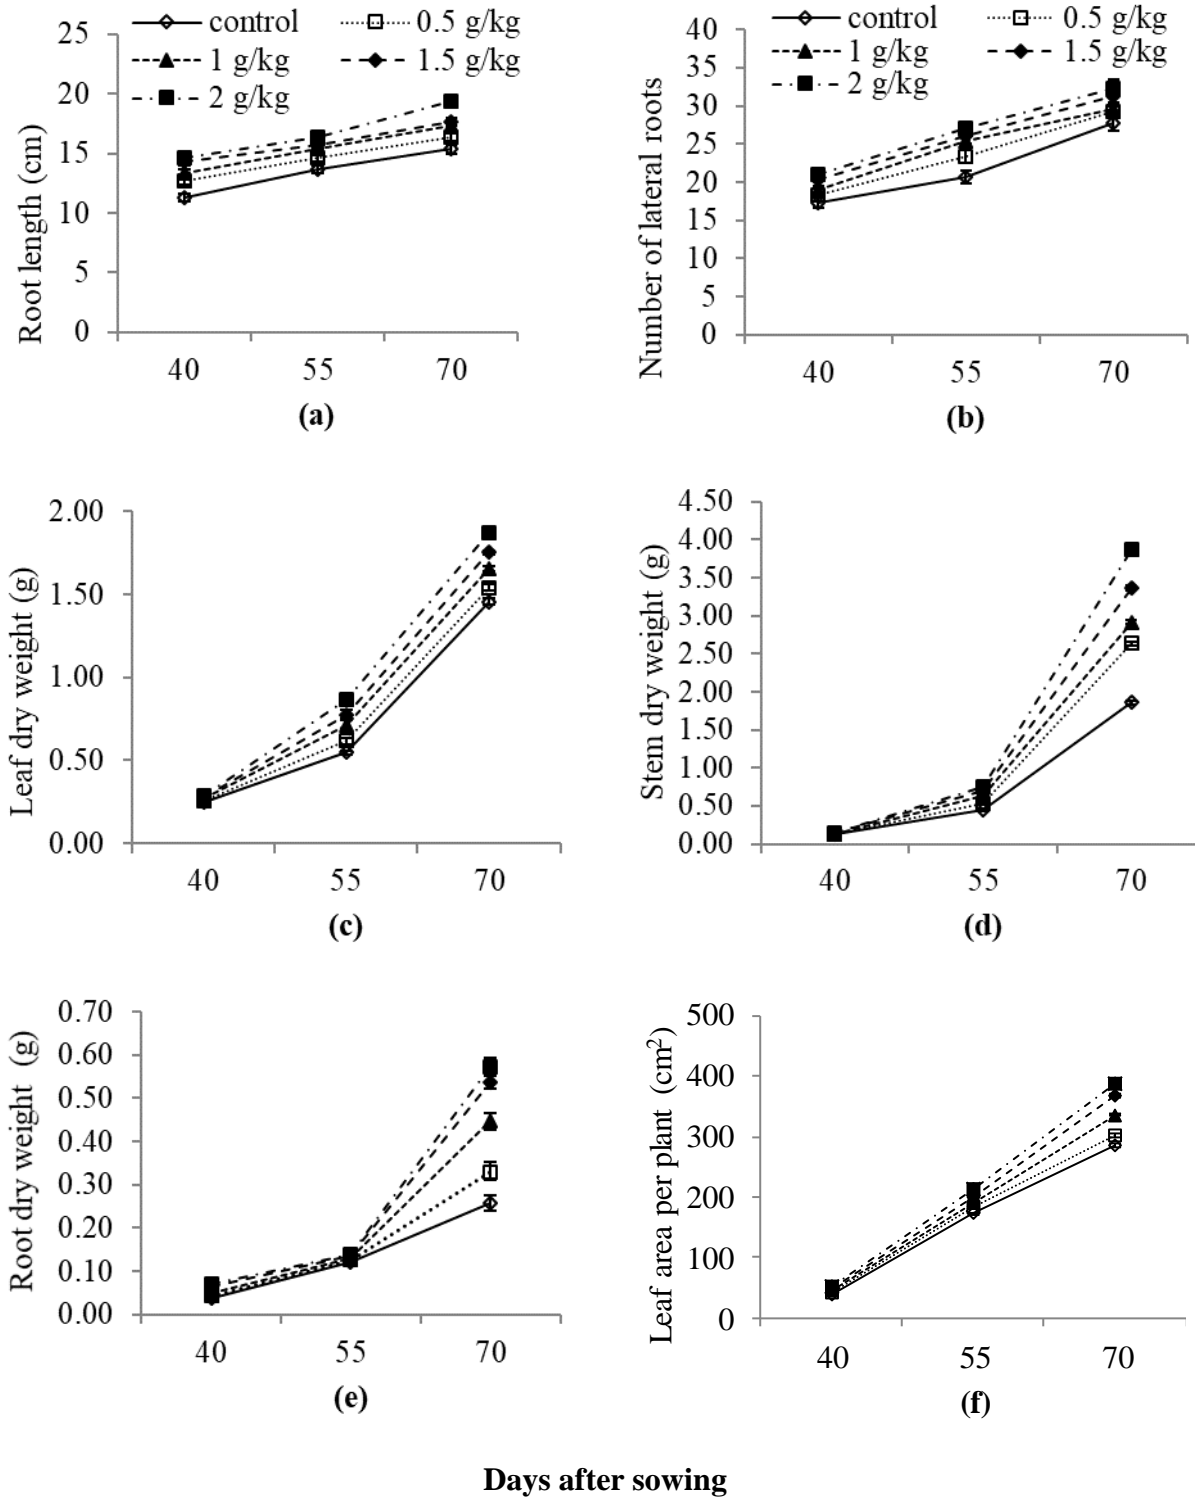 control
0.5 g/kg
1 g/kg
1.5 g/kg
2 g/kg
Root length (cm)
25
20
15
10
5
0
40 55 70
(a)
control
0.5 g/kg
1 g/kg
1.5 g/kg
2 g/kg
Number of lateral roots
40
35
30
25
20
15
10
5
0
40 55 70
(b)
Leaf dry weight (g)
2.00
1.50
1.00
0.50
0.00
40 55 70
(c)
Stem dry weight (g)
4.50
4.00
3.50
3.00
2.50
2.00
1.50
1.00
0.50
0.00
40 55 70
(d)
Root dry weight (g)
0.70
0.60
0.50
0.40
0.30
0.20
0.10
0.00
40 55 70
(e)
Leaf area per plant (cm²)
500
400
300
200
100
0
40 55 70
(f)
Days after sowing